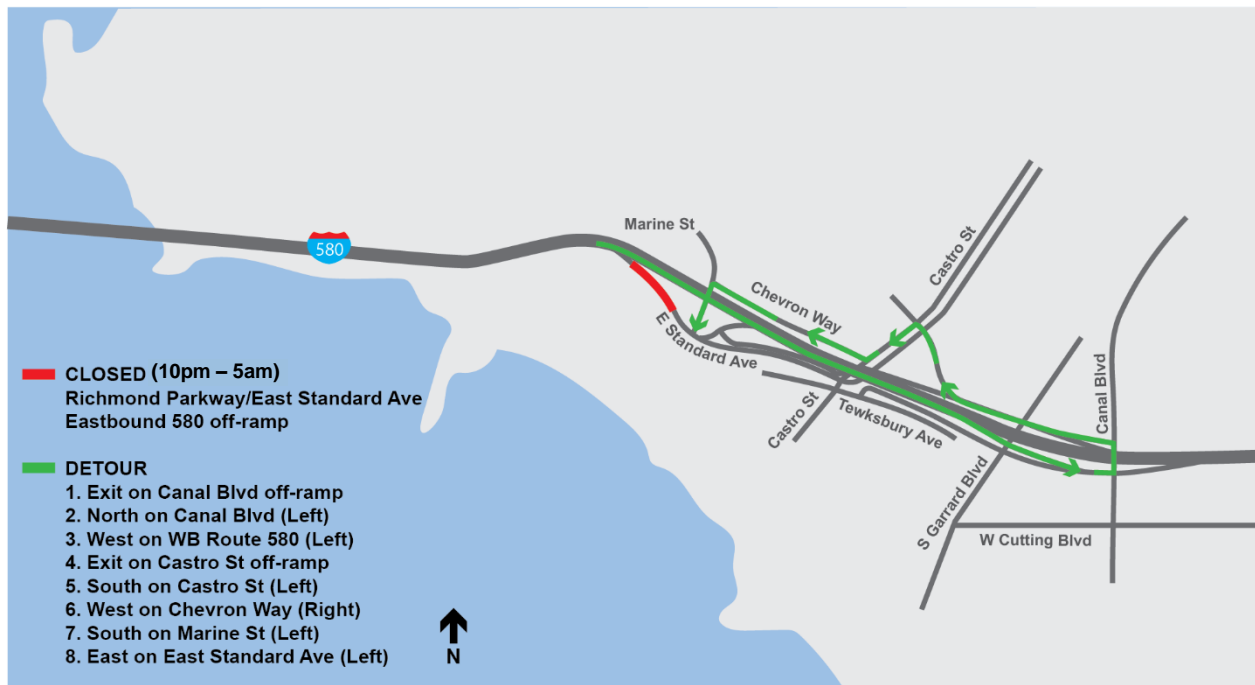 Marine St
580
Castro St
Chevron Way
E Standard Ave
Canal Blvd
Castro St
Tewksbury Ave
S Garrard Blvd
W Cutting Blvd
CLOSED (10pm – 5am)
Richmond Parkway/East Standard Ave
Eastbound 580 off-ramp
DETOUR
1. Exit on Canal Blvd off-ramp
2. North on Canal Blvd (Left)
3. West on WB Route 580 (Left)
4. Exit on Castro St off-ramp
5. South on Castro St (Left)
6. West on Chevron Way (Right)
7. South on Marine St (Left)
8. East on East Standard Ave (Left)
N